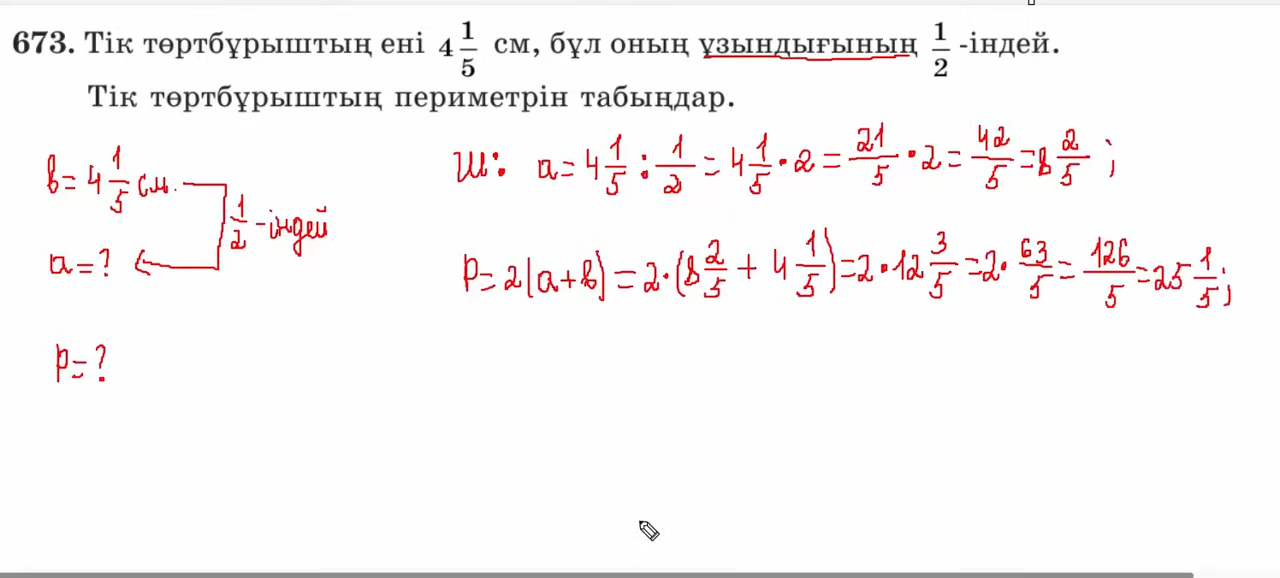 673. Тік төртбұрыштың ені 4 1/5 см, бұл оның ұзындығының 1/2 -індей.
Тік төртбұрыштың периметрін табыңдар.
в = 4 1/5 см.
1/2 -індей
a = ?
P = ?
Ш: a = 4 1/5 : 1/2 = 4 1/5 · 2 = 21/5 · 2 = 42/5 = 8 2/5 ;
P = 2(a+в) = 2 · (8 2/5 + 4 1/5) = 2 · 12 3/5 = 2 · 63/5 = 126/5 = 25 1/5 ;